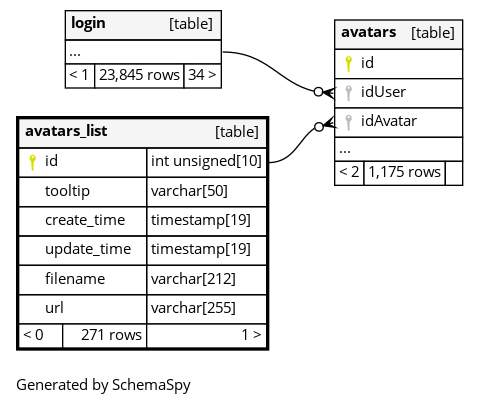 login [table]
...
< 1 23,845 rows 34 >
avatars [table]
id
idUser
idAvatar
...
< 2 1,175 rows
avatars_list [table]
id int unsigned[10]
tooltip varchar[50]
create_time timestamp[19]
update_time timestamp[19]
filename varchar[212]
url varchar[255]
< 0 271 rows 1 >
Generated by SchemaSpy